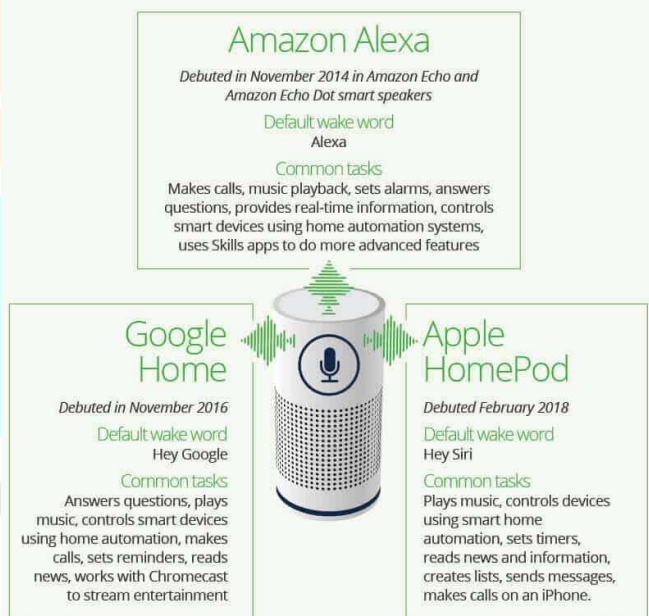 Amazon Alexa
Debuted in November 2014 in Amazon Echo and
Amazon Echo Dot smart speakers
Default wake word
Alexa
Common tasks
Makes calls, music playback, sets alarms, answers
questions, provides real-time information, controls
smart devices using home automation systems,
uses Skills apps to do more advanced features
Google
Home
Debuted in November 2016
Default wake word
Hey Google
Common tasks
Answers questions, plays
music, controls smart devices
using home automation, makes
calls, sets reminders, reads
news, works with Chromecast
to stream entertainment
Apple
HomePod
Debuted February 2018
Default wake word
Hey Siri
Common tasks
Plays music, controls devices
using smart home
automation, sets timers,
reads news and information,
creates lists, sends messages,
makes calls on an iPhone.